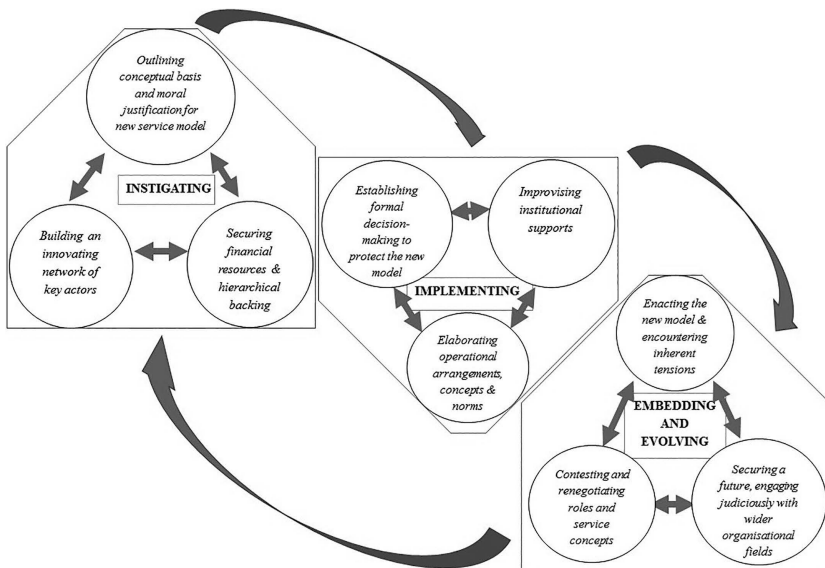 Outlining
conceptual basis
and moral
justification for
new service model
INSTIGATING
Building an
innovating
network of
key actors
Securing
financial
resources &
hierarchical
backing
Establishing
formal
decision-
making to
protect the new
model
Improvising
institutional
supports
IMPLEMENTING
Elaborating
operational
arrangements,
concepts &
norms
Enacting the
new model &
encountering
inherent
tensions
EMBEDDING
AND
EVOLVING
Contesting and
renegotiating
roles and
service
concepts
Securing a
future, engaging
judiciously with
wider
organisational
fields